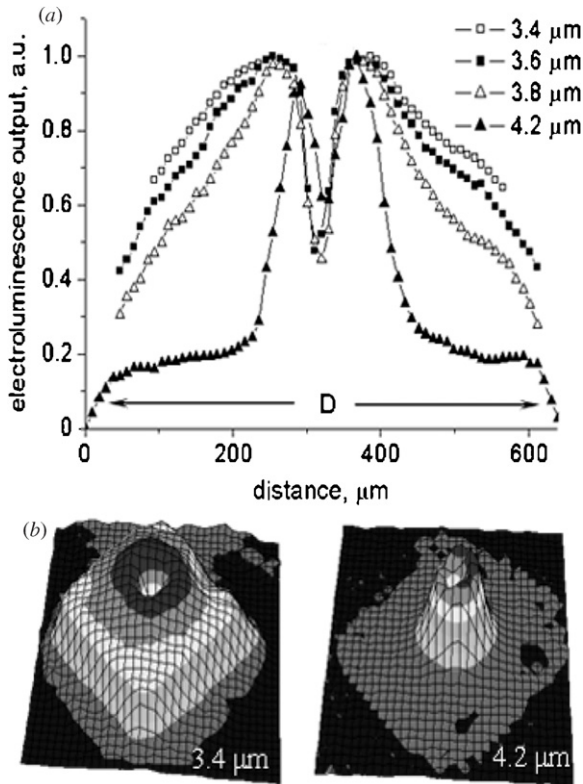 (a)
1.0
0.8
0.6
0.4
0.2
0
electroluminescence output, a.u.
3.4 µm
3.6 µm
3.8 µm
4.2 µm
D
0
200
400
600
distance, µm
(b)
3.4 µm
4.2 µm